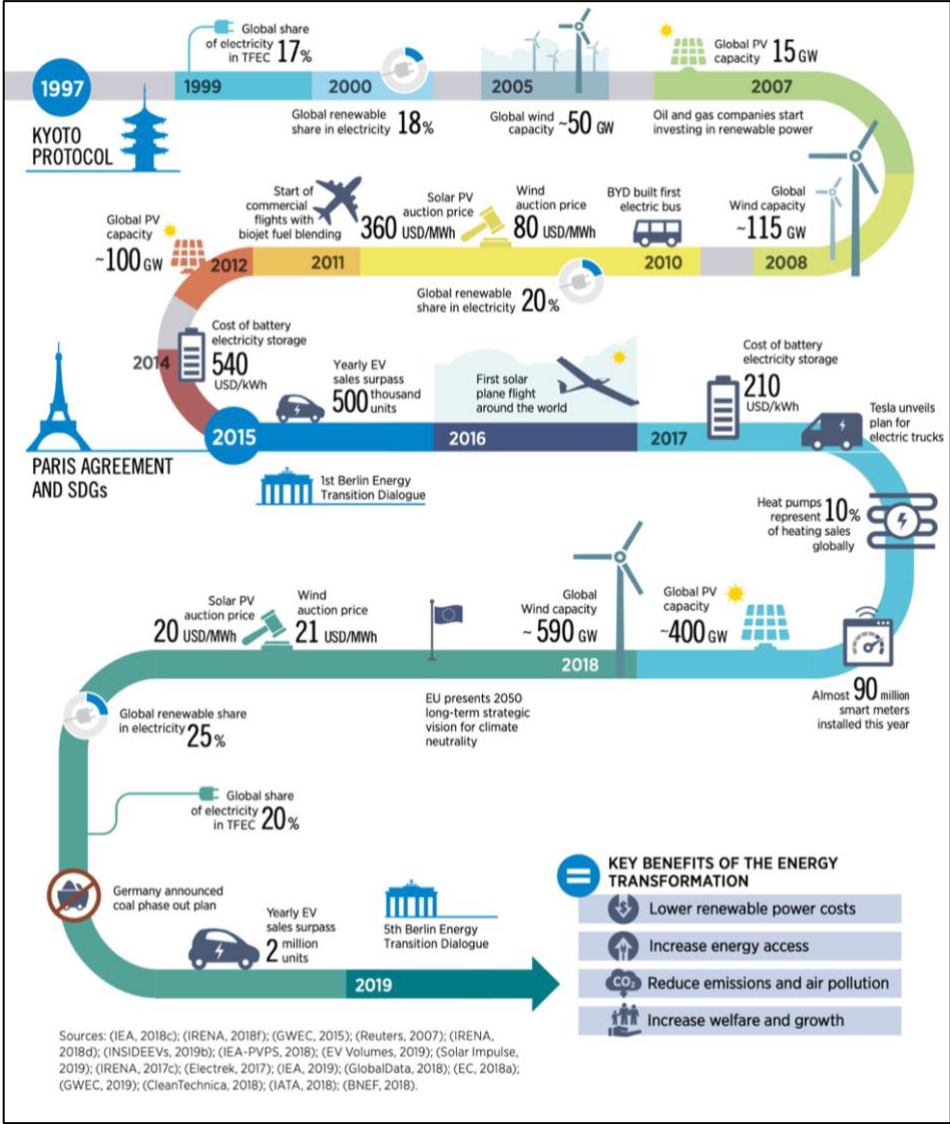 Global share
of electricity
in TFEC 17%
1997
1999
2000
2005
2007
KYOTO
PROTOCOL
Global renewable
share in electricity 18%
Global wind
capacity ~50 GW
Global PV
capacity 15 GW
Oil and gas companies start
investing in renewable power
Global
Wind capacity
~115 GW
2008
BYD built first
electric bus
2010
Wind
auction price
80 USD/MWh
Solar PV
auction price
360 USD/MWh
Global renewable
share in electricity 20%
Start of
commercial
flights with
biojet fuel blending
2011
2012
Global PV
capacity
~100 GW
2014
Cost of battery
electricity storage
540
USD/kWh
PARIS AGREEMENT
AND SDGs
2015
Yearly EV
sales surpass
500 thousand
units
1st Berlin Energy
Transition Dialogue
2016
First solar
plane flight
around the world
2017
Cost of battery
electricity storage
210
USD/kWh
Tesla unveils
plan for
electric trucks
Heat pumps
represent 10%
of heating sales
globally
Almost 90 million
smart meters
installed this year
Global PV
capacity
~400 GW
Global
Wind capacity
~ 590 GW
2018
EU presents 2050
long-term strategic
vision for climate
neutrality
Solar PV
auction price
20 USD/MWh
Wind
auction price
21 USD/MWh
Global renewable share
in electricity 25%
Global share
of electricity
in TFEC 20%
Germany announced
coal phase out plan
Yearly EV
sales surpass
2 million
units
5th Berlin Energy
Transition Dialogue
2019
= KEY BENEFITS OF THE ENERGY
TRANSFORMATION
$ Lower renewable power costs
Increase energy access
CO₂ Reduce emissions and air pollution
Increase welfare and growth
Sources: (IEA, 2018c); (IRENA, 2018f); (GWEC, 2015); (Reuters, 2007); (IRENA,
2018d); (INSIDEEVs, 2019b); (IEA-PVPS, 2018); (EV Volumes, 2019); (Solar Impulse,
2019); (IRENA, 2017c); (Electrek, 2017); (IEA, 2019); (GlobalData, 2018); (EC, 2018a);
(GWEC, 2019); (CleanTechnica, 2018); (IATA, 2018); (BNEF, 2018).